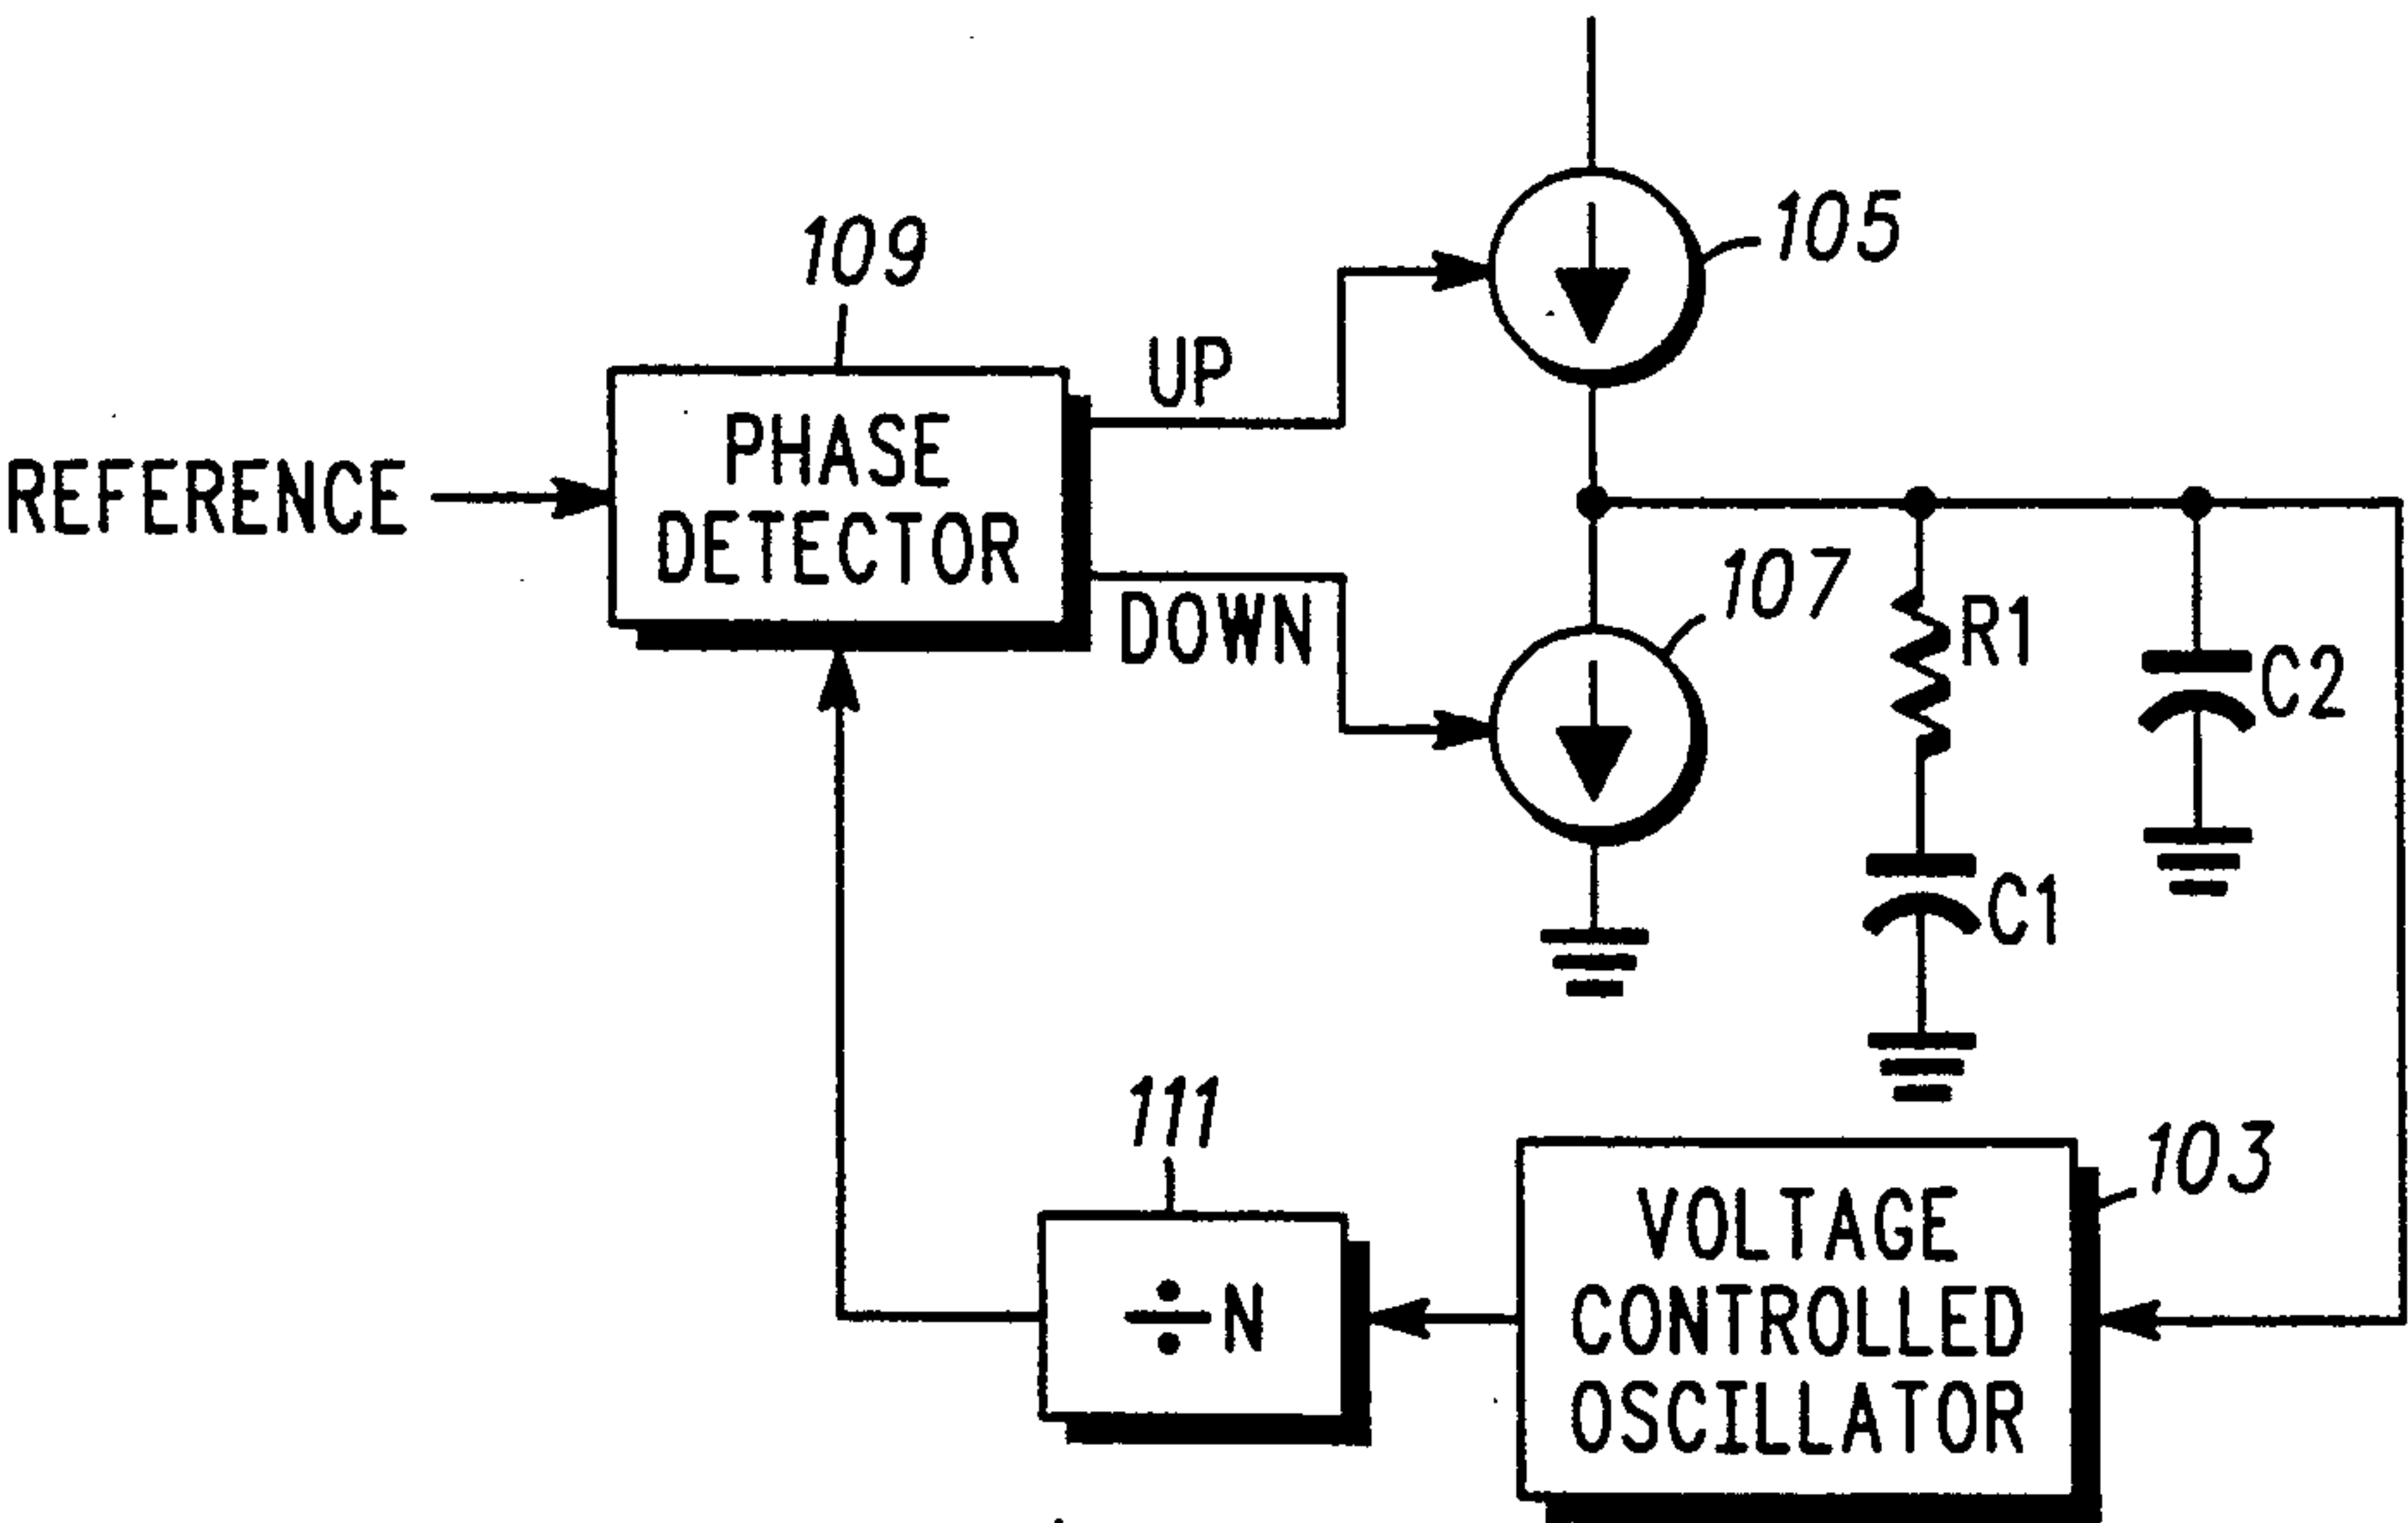 105
109
UP
REFERENCE
PHASE
DETECTOR
DOWN
107
R1
C2
C1
111
103
÷N
VOLTAGE
CONTROLLED
OSCILLATOR